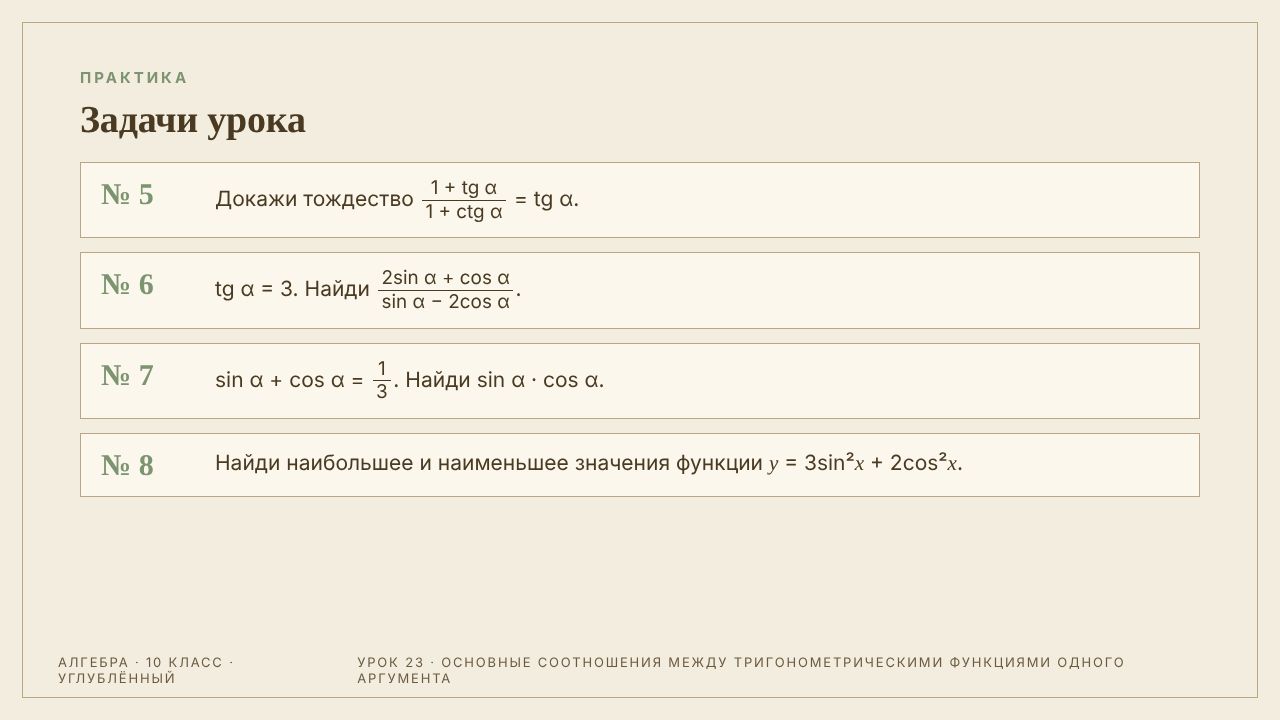 ПРАКТИКА
Задачи урока
№ 5 Докажи тождество (1 + tg α)/(1 + ctg α) = tg α.
№ 6 tg α = 3. Найди (2sin α + cos α)/(sin α − 2cos α).
№ 7 sin α + cos α = 1/3. Найди sin α · cos α.
№ 8 Найди наибольшее и наименьшее значения функции y = 3sin²x + 2cos²x.
АЛГЕБРА · 10 КЛАСС ·
УГЛУБЛЁННЫЙ
УРОК 23 · ОСНОВНЫЕ СООТНОШЕНИЯ МЕЖДУ ТРИГОНОМЕТРИЧЕСКИМИ ФУНКЦИЯМИ ОДНОГО
АРГУМЕНТА